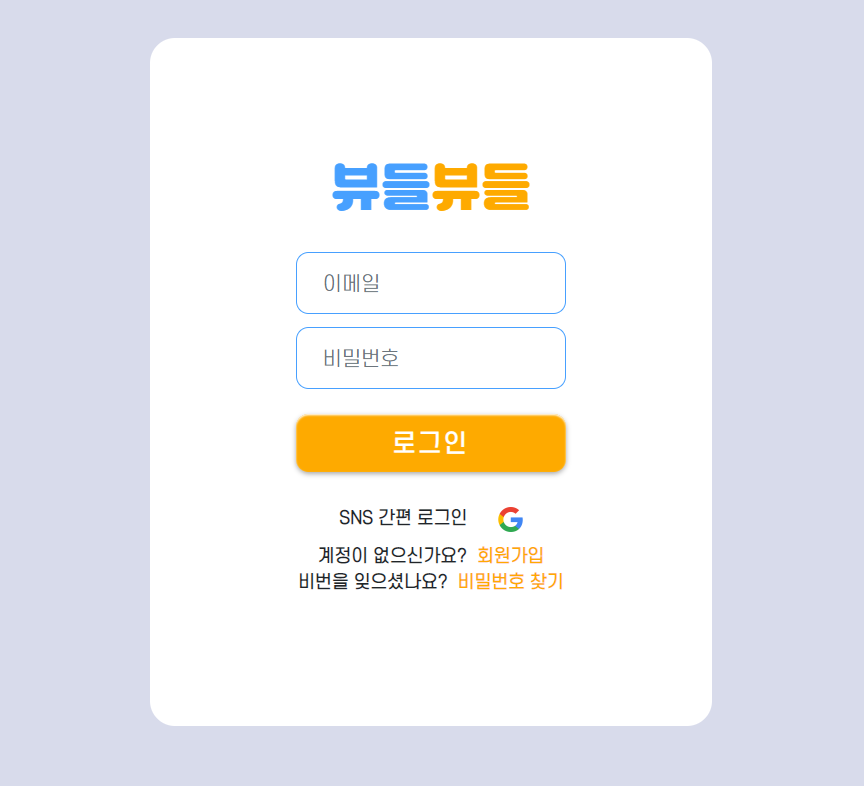 뷰들뷰들
이메일
비밀번호
로그인
SNS 간편 로그인
계정이 없으신가요? 회원가입
비번을 잊으셨나요? 비밀번호 찾기